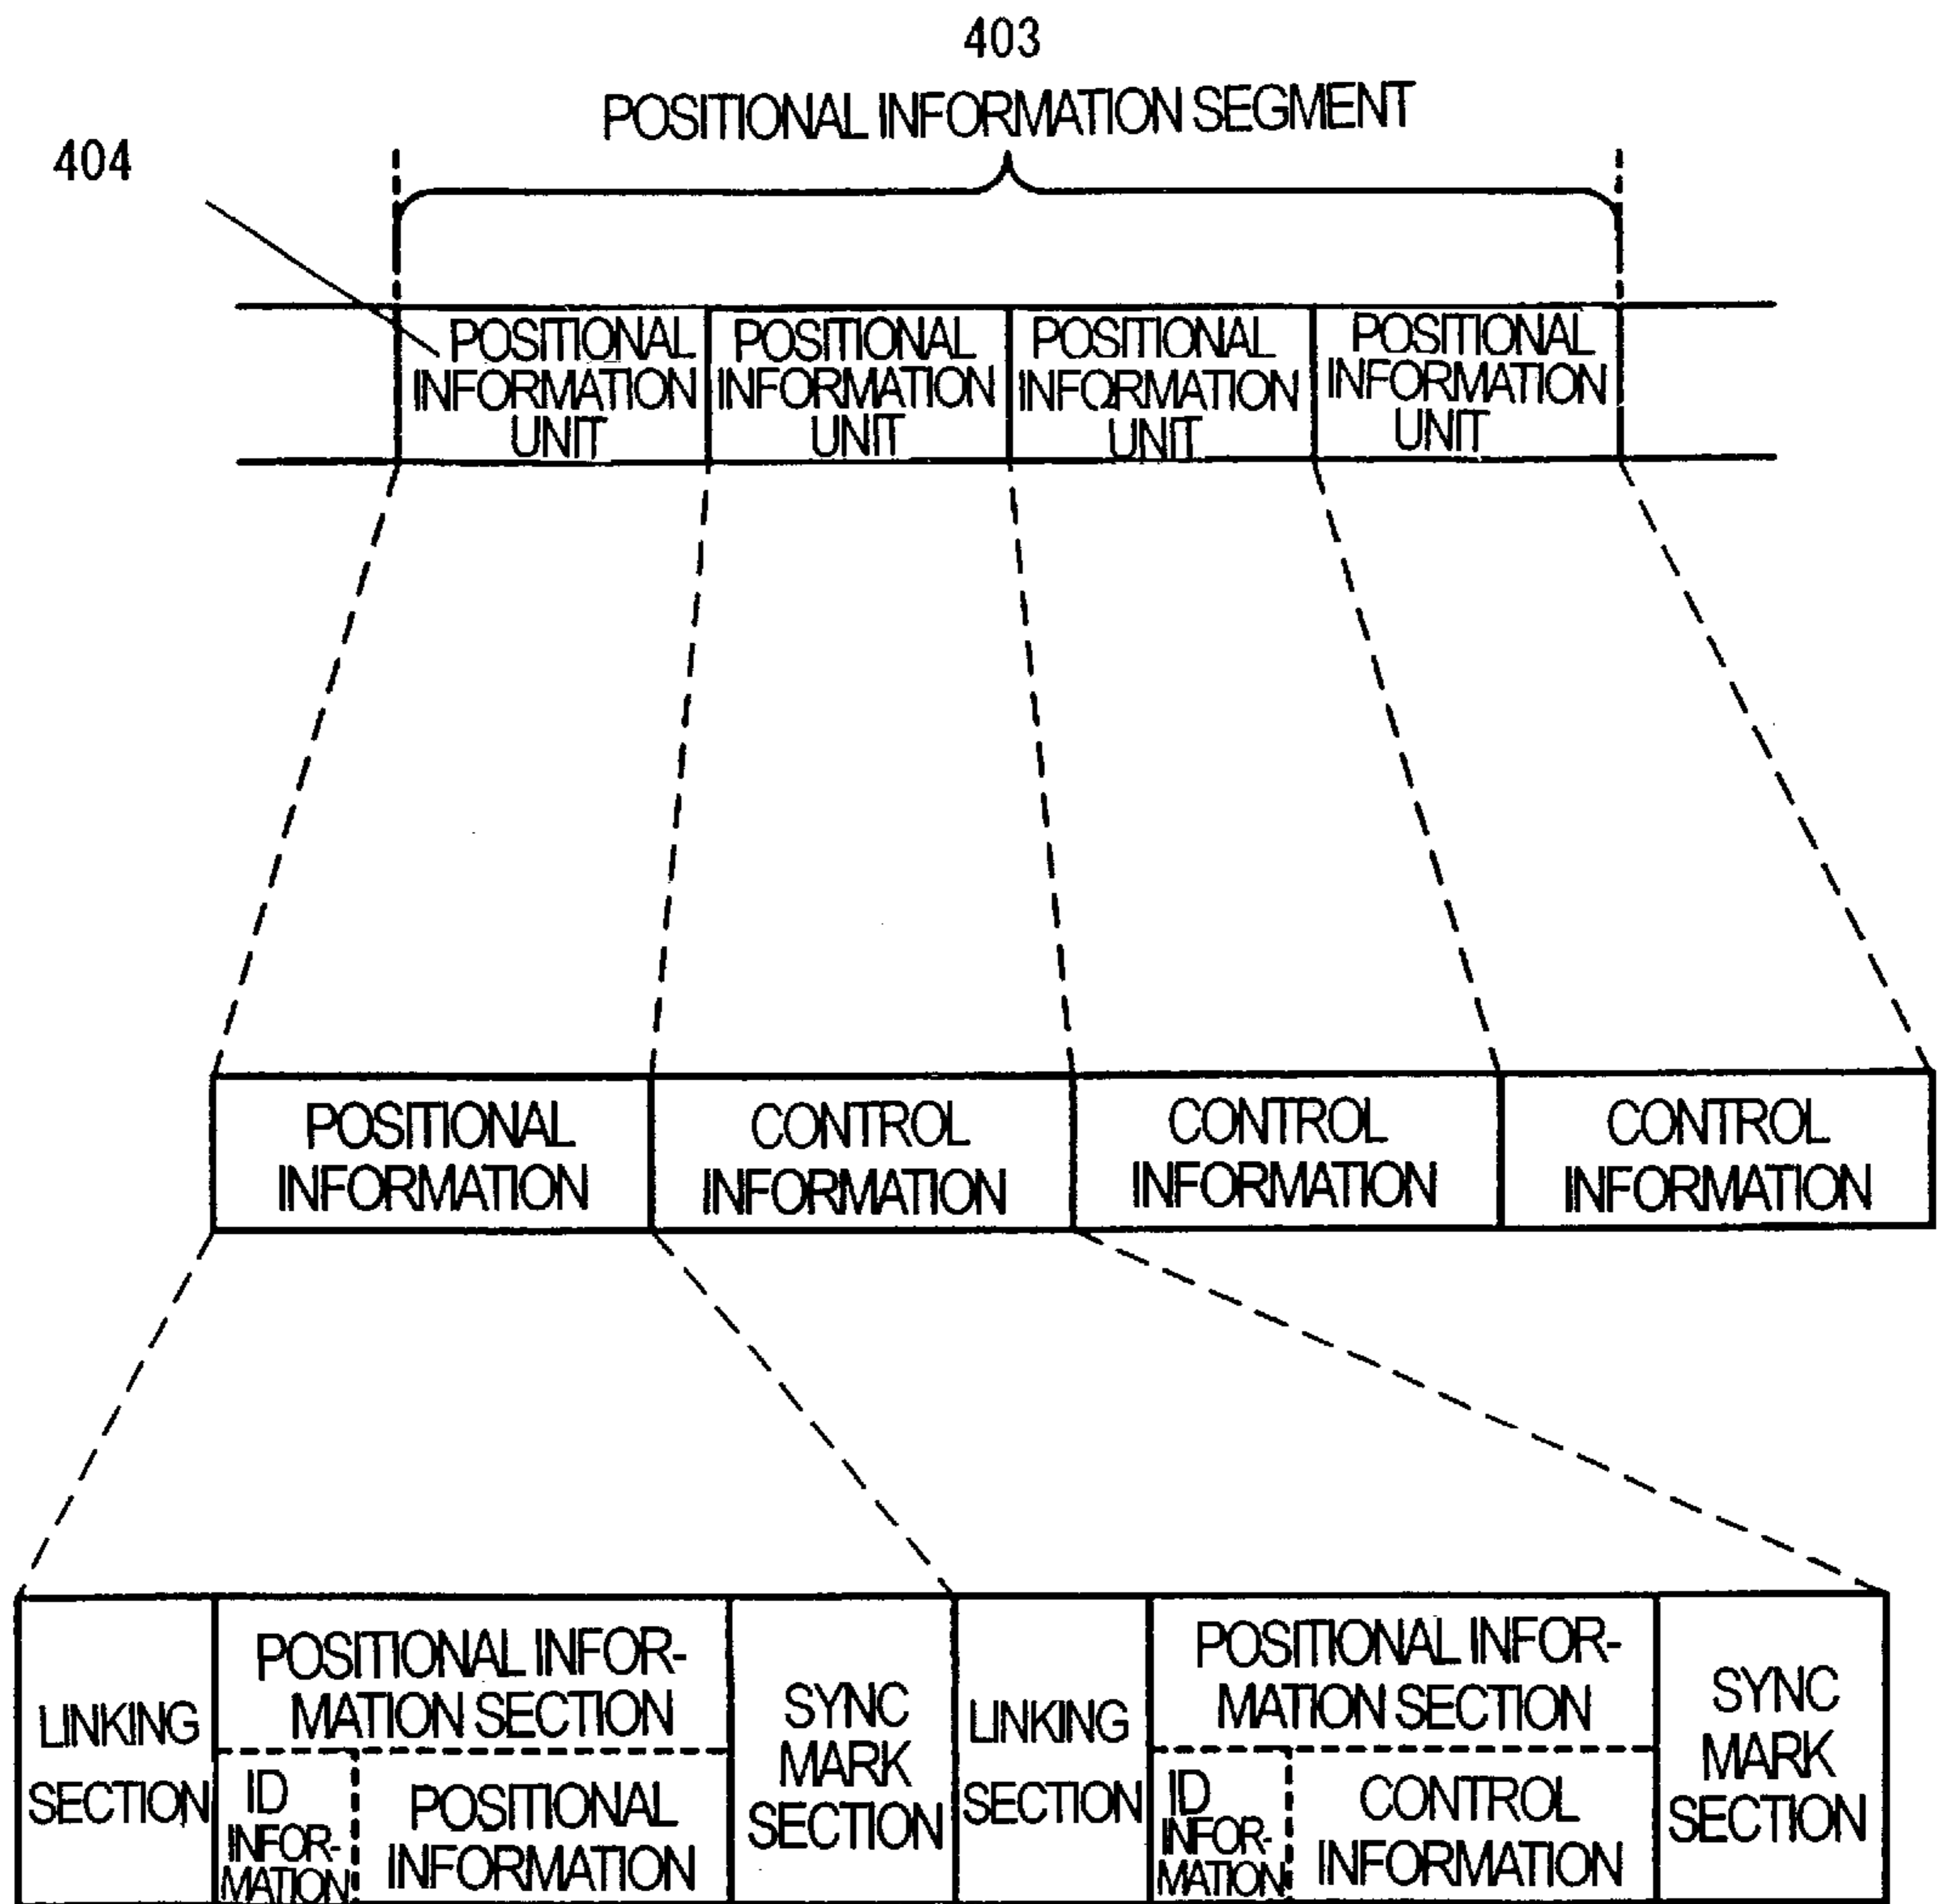 403
POSITIONAL INFORMATION SEGMENT
404
POSITIONAL
INFORMATION
UNIT
POSITIONAL
INFORMATION
UNIT
POSITIONAL
INFORMATION
UNIT
POSITIONAL
INFORMATION
UNIT
POSITIONAL
INFORMATION
CONTROL
INFORMATION
CONTROL
INFORMATION
CONTROL
INFORMATION
LINKING
SECTION
POSITIONAL INFOR-
MATION SECTION
ID
INFOR-
MATION
POSITIONAL
INFORMATION
SYNC
MARK
SECTION
LINKING
SECTION
POSITIONAL INFOR-
MATION SECTION
ID
INFOR-
MATION
CONTROL
INFORMATION
SYNC
MARK
SECTION